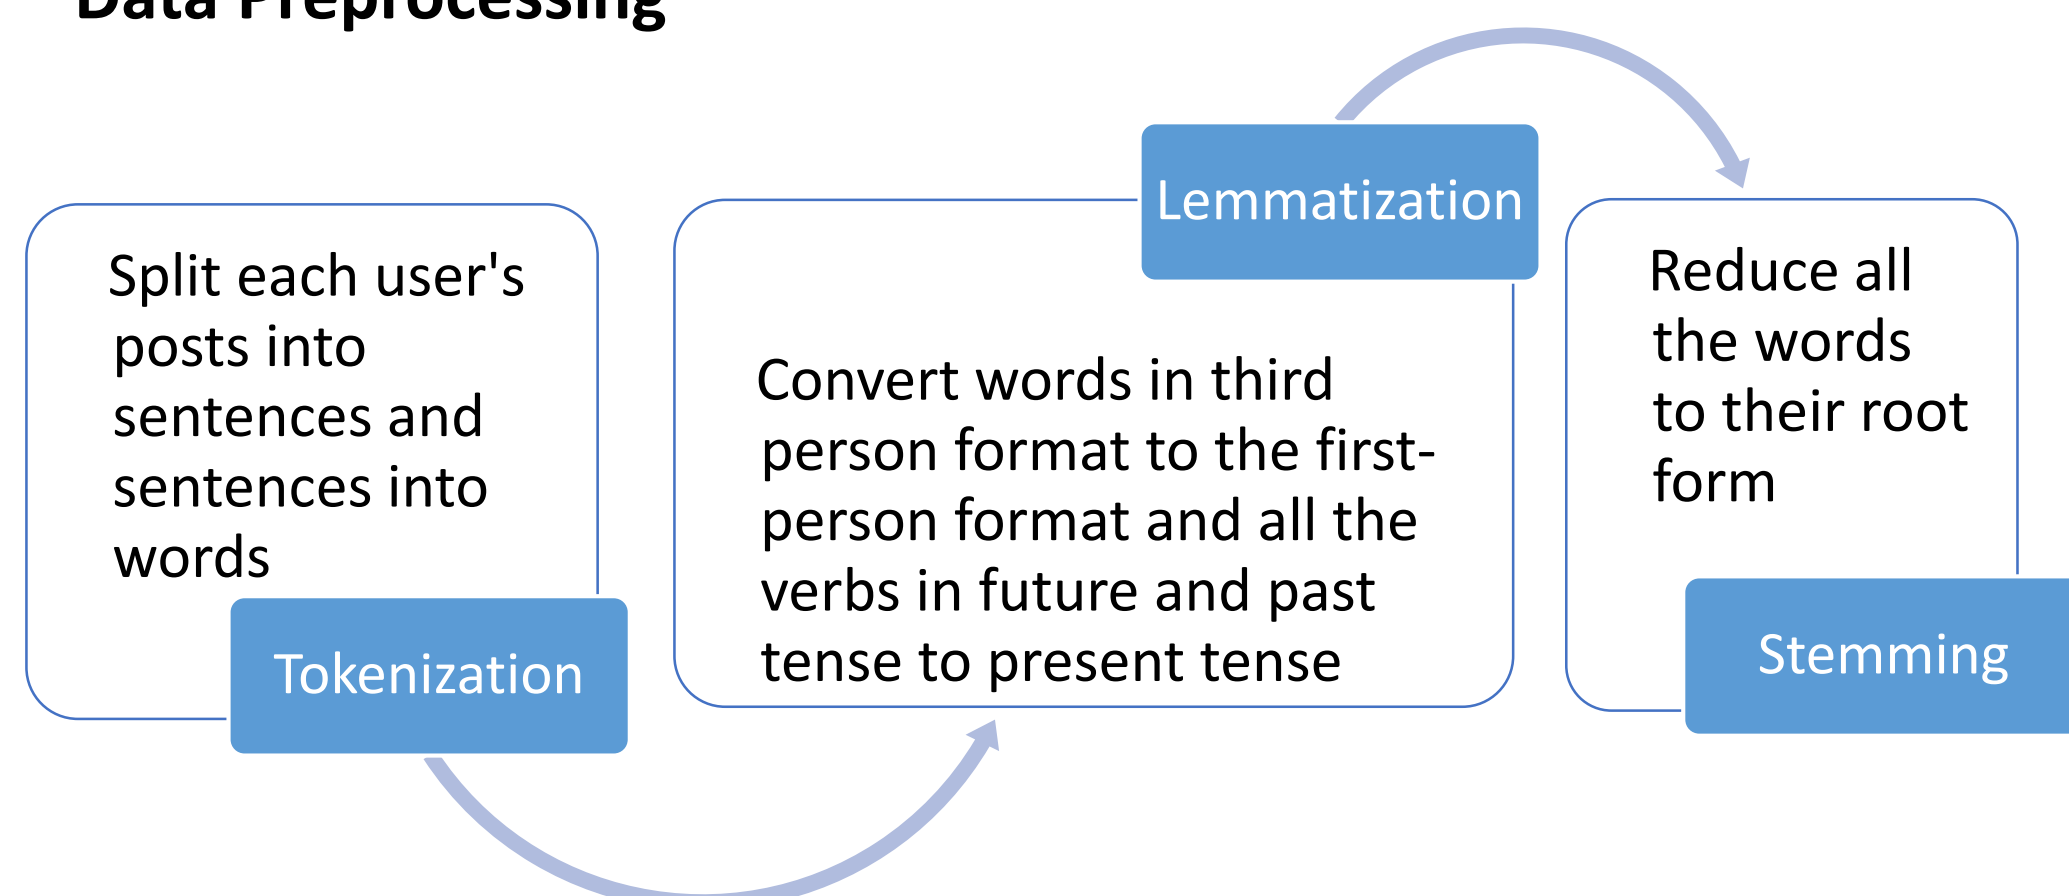 Data Preprocessing
Split each user's
posts into
sentences and
sentences into
words
Tokenization
Lemmatization
Convert words in third
person format to the first-
person format and all the
verbs in future and past
tense to present tense
Reduce all
the words
to their root
form
Stemming